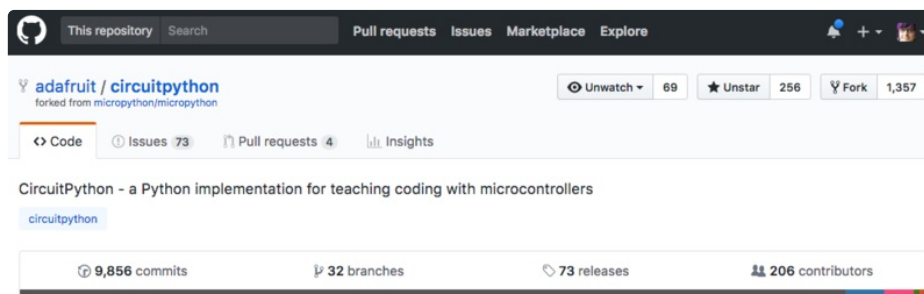 This repository Search Pull requests Issues Marketplace Explore
adafruit / circuitpython Unwatch 69 Unstar 256 Fork 1,357
forked from micropython/micropython
Code Issues 73 Pull requests 4 Insights
CircuitPython - a Python implementation for teaching coding with microcontrollers
circuitpython
9,856 commits 32 branches 73 releases 206 contributors